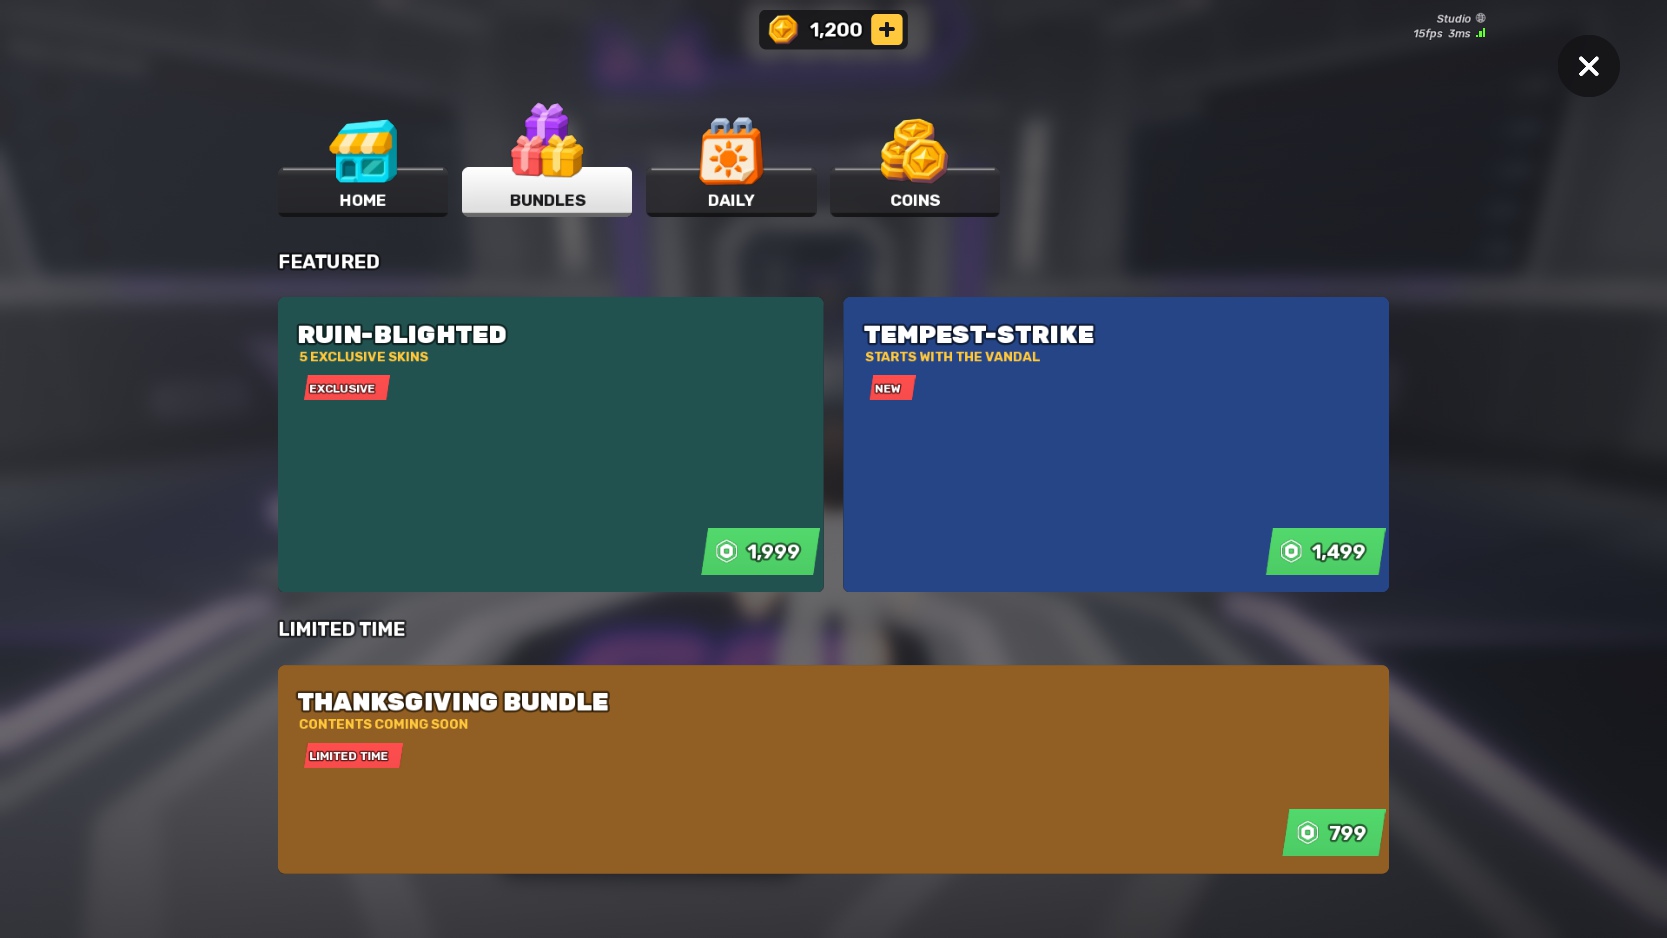 1,200
Studio
15fps 3ms
HOME
BUNDLES
DAILY
COINS
FEATURED
RUIN-BLIGHTED
5 EXCLUSIVE SKINS
EXCLUSIVE
1,999
TEMPEST-STRIKE
STARTS WITH THE VANDAL
NEW
1,499
LIMITED TIME
THANKSGIVING BUNDLE
CONTENTS COMING SOON
LIMITED TIME
799